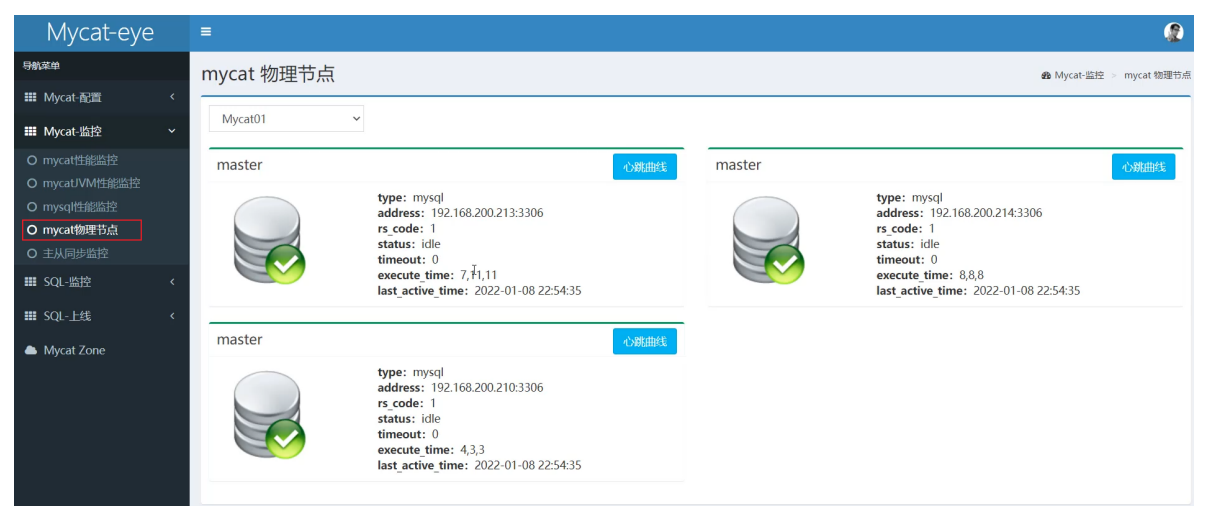 Mycat-eye
导航菜单
Mycat-配置
Mycat-监控
mycat性能监控
mycatJVM性能监控
mysql性能监控
mycat物理节点
主从同步监控
SQL-监控
SQL-上线
Mycat Zone
mycat 物理节点
Mycat-监控 > mycat 物理节点
Mycat01
master
心跳曲线
type: mysql
address: 192.168.200.213:3306
rs_code: 1
status: idle
timeout: 0
execute_time: 7,11,11
last_active_time: 2022-01-08 22:54:35
master
心跳曲线
type: mysql
address: 192.168.200.214:3306
rs_code: 1
status: idle
timeout: 0
execute_time: 8,8,8
last_active_time: 2022-01-08 22:54:35
master
心跳曲线
type: mysql
address: 192.168.200.210:3306
rs_code: 1
status: idle
timeout: 0
execute_time: 4,3,3
last_active_time: 2022-01-08 22:54:35